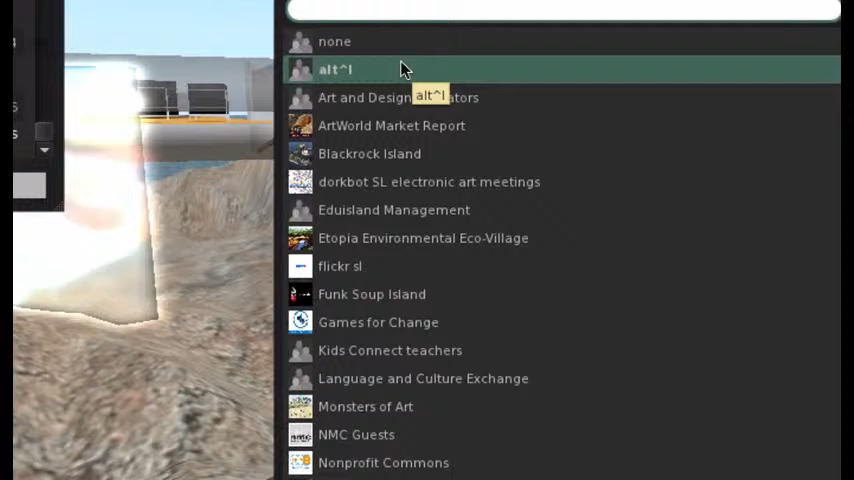 none
alt^l
alt^l
Art and Design ators
ArtWorld Market Report
Blackrock Island
dorkbot SL electronic art meetings
Eduisland Management
Etopia Environmental Eco-Village
flickr sl
Funk Soup Island
Games for Change
Kids Connect teachers
Language and Culture Exchange
Monsters of Art
NMC Guests
Nonprofit Commons